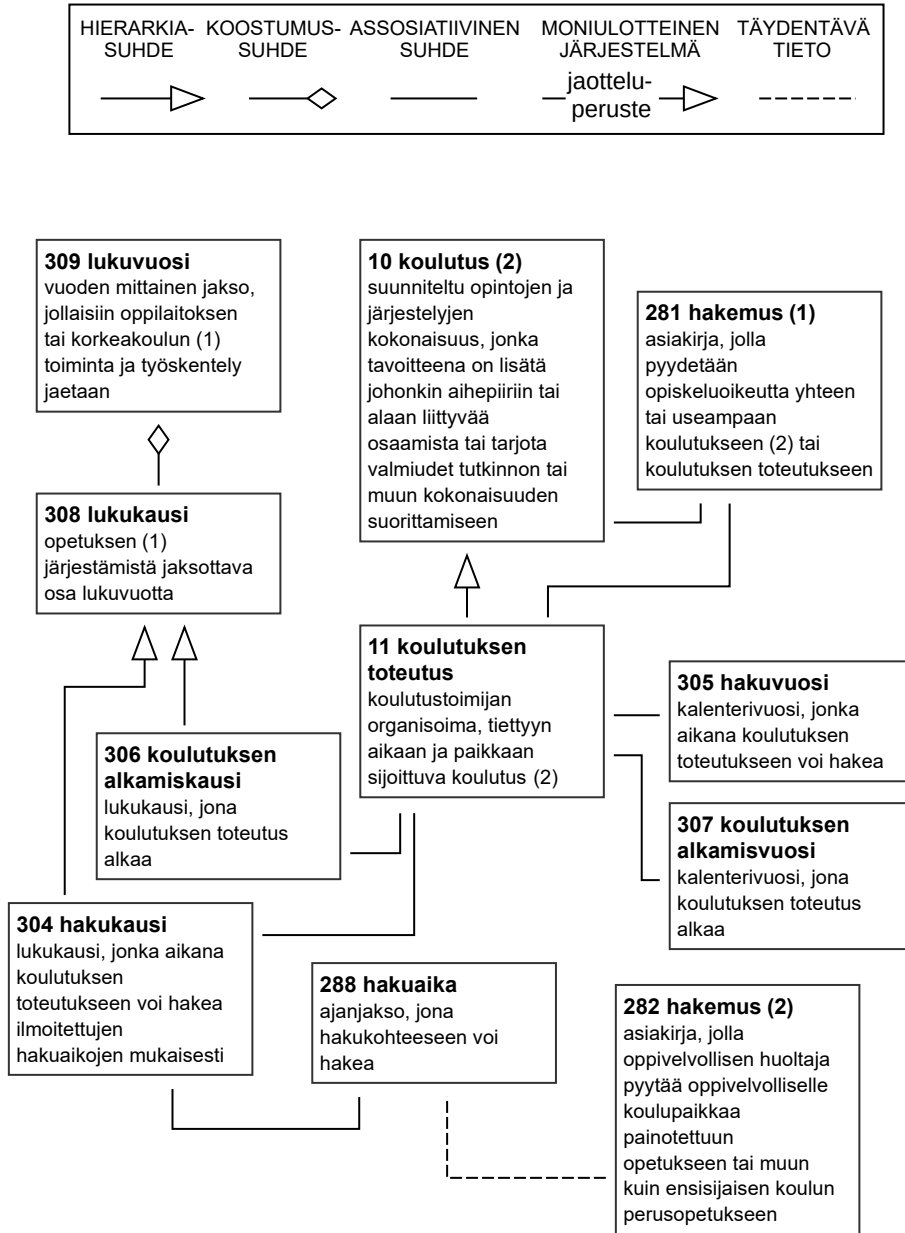 HIERARKIA-
SUHDE
KOOSTUMUS-
SUHDE
ASSOSIATIIVINEN
SUHDE
MONIULOTTEINEN
JÄRJESTELMÄ
jaottelu-
peruste
TÄYDENTÄVÄ
TIETO
309 lukuvuosi
vuoden mittainen jakso,
jollaisiin oppilaitoksen
tai korkeakoulun (1)
toiminta ja työskentely
jaetaan
10 koulutus (2)
suunniteltu opintojen ja
järjestelyjen
kokonaisuus, jonka
tavoitteena on lisätä
johonkin aihepiiriin tai
alaan liittyvää
osaamista tai tarjota
valmiudet tutkinnon tai
muun kokonaisuuden
suorittamiseen
281 hakemus (1)
asiakirja, jolla
pyydetään
opiskeluoikeutta yhteen
tai useampaan
koulutukseen (2) tai
koulutuksen toteutukseen
308 lukukausi
opetuksen (1)
järjestämistä jaksottava
osa lukuvuotta
11 koulutuksen
toteutus
koulutustoimijan
organisoima, tiettyyn
aikaan ja paikkaan
sijoittuva koulutus (2)
305 hakuvuosi
kalenterivuosi, jonka
aikana koulutuksen
toteutukseen voi hakea
306 koulutuksen
alkamiskausi
lukukausi, jona
koulutuksen toteutus
alkaa
307 koulutuksen
alkamisvuosi
kalenterivuosi, jona
koulutuksen toteutus
alkaa
304 hakukausi
lukukausi, jonka aikana
koulutuksen
toteutukseen voi hakea
ilmoitettujen
hakuaikojen mukaisesti
288 hakuaika
ajanjakso, jona
hakukohteeseen voi
hakea
282 hakemus (2)
asiakirja, jolla
oppivelvollisen huoltaja
pyytää oppivelvolliselle
koulupaikkaa
painotettuun
opetukseen tai muun
kuin ensisijaisen koulun
perusopetukseen